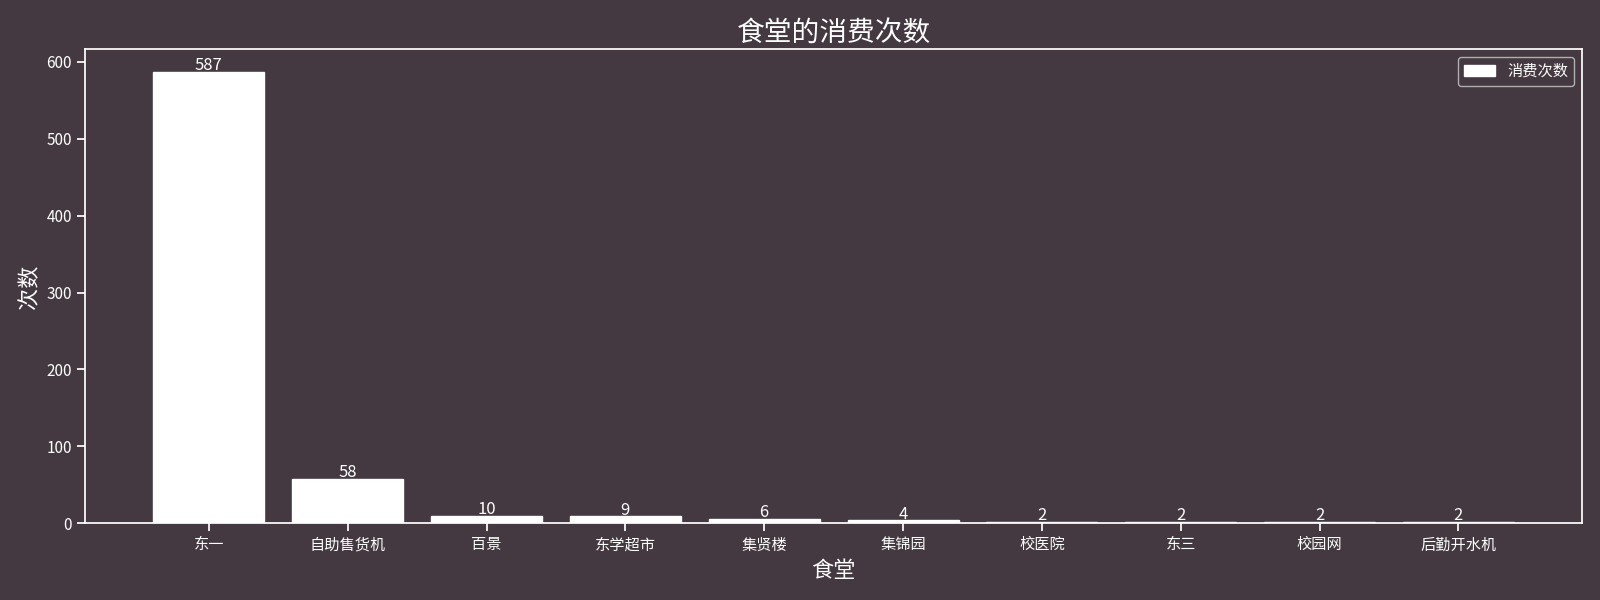 食堂的消费次数
消费次数
次数
600
500
400
300
200
100
0
587
58
10
9
6
4
2
2
2
2
东一
自助售货机
百景
东学超市
集贤楼
集锦园
校医院
东三
校园网
后勤开水机
食堂